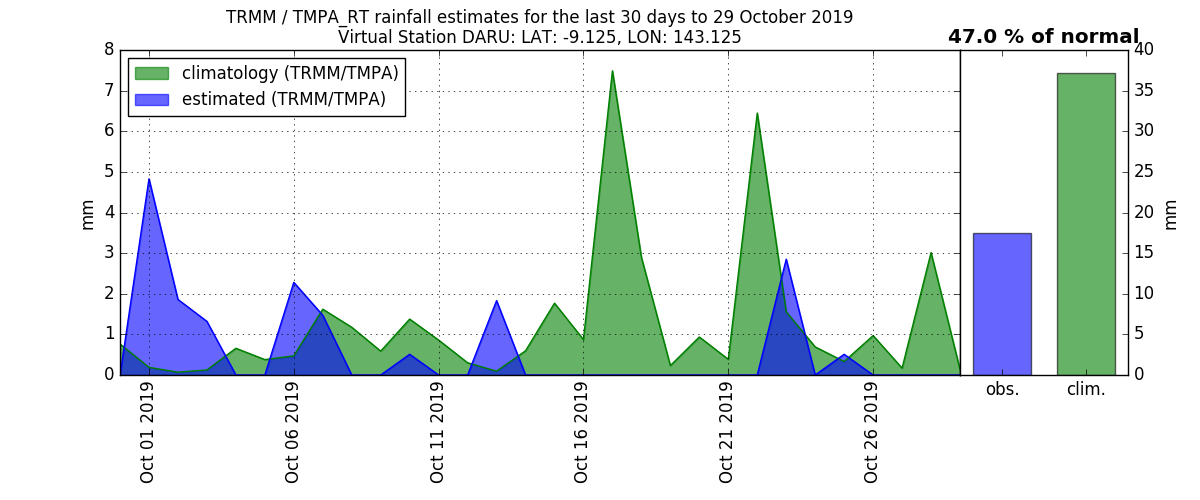 TRMM / TMPA_RT rainfall estimates for the last 30 days to 29 October 2019
Virtual Station DARU: LAT: -9.125, LON: 143.125
47.0 % of normal
climatology (TRMM/TMPA)
estimated (TRMM/TMPA)
8
7
6
5
4
3
2
1
0
mm
Oct 01 2019
Oct 06 2019
Oct 11 2019
Oct 16 2019
Oct 21 2019
Oct 26 2019
obs.
clim.
40
35
30
25
20
15
10
5
0
mm